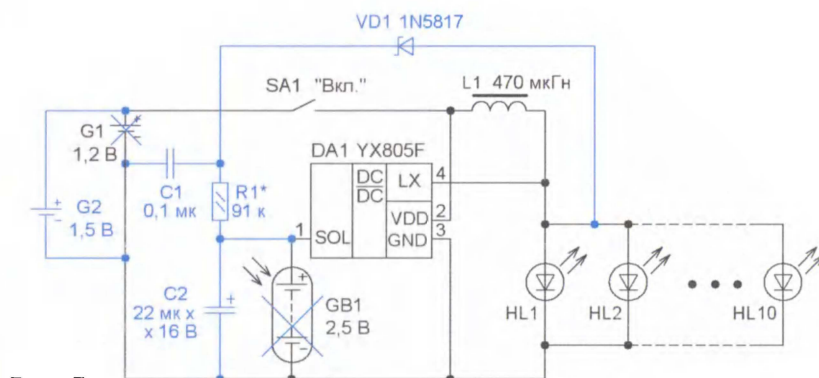 VD1 1N5817
SA1 "Вкл."
L1 470 мкГн
G1
1,2 В
DA1 YX805F
C1
0,1 мк
R1*
91 к
G2
1,5 В
1
SOL
DC
DC
LX
4
VDD
2
GND
3
C2
22 мк х
х 16 В
GB1
2,5 В
HL1
HL2
HL10